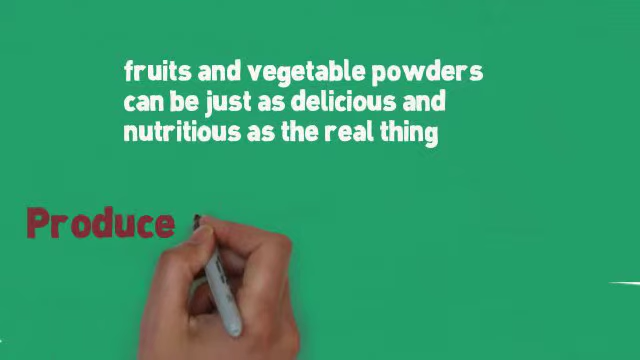 fruits and vegetable powders
can be just as delicious and
nutritious as the real thing
Produce